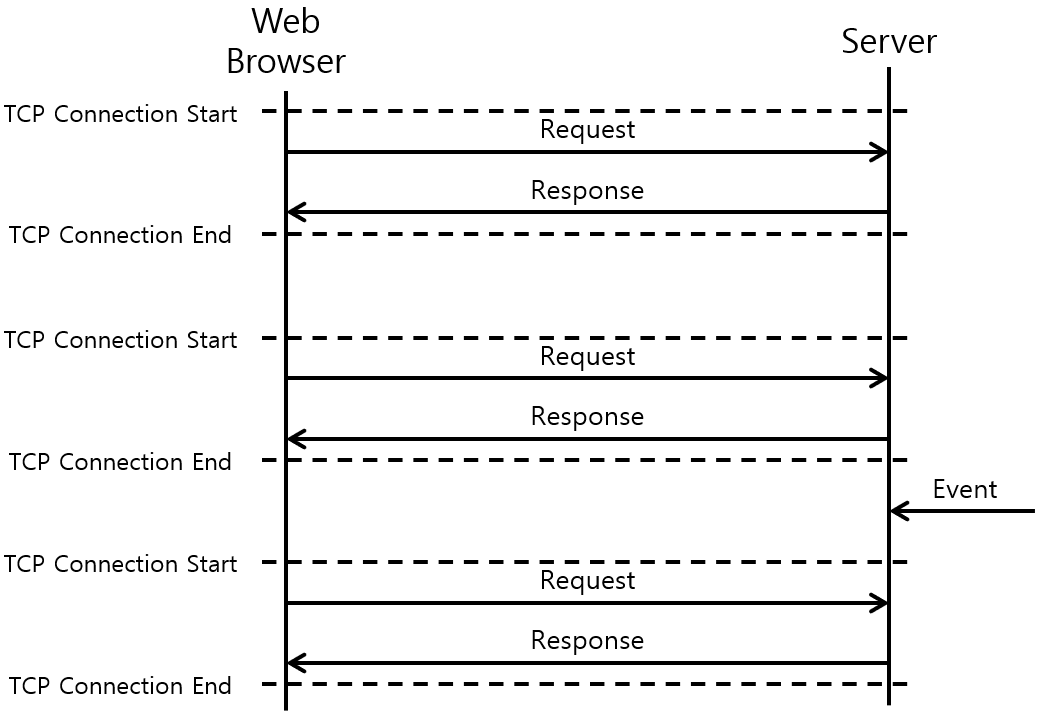 Web
Browser
Server
TCP Connection Start
Request
Response
TCP Connection End
TCP Connection Start
Request
Response
TCP Connection End
Event
TCP Connection Start
Request
Response
TCP Connection End